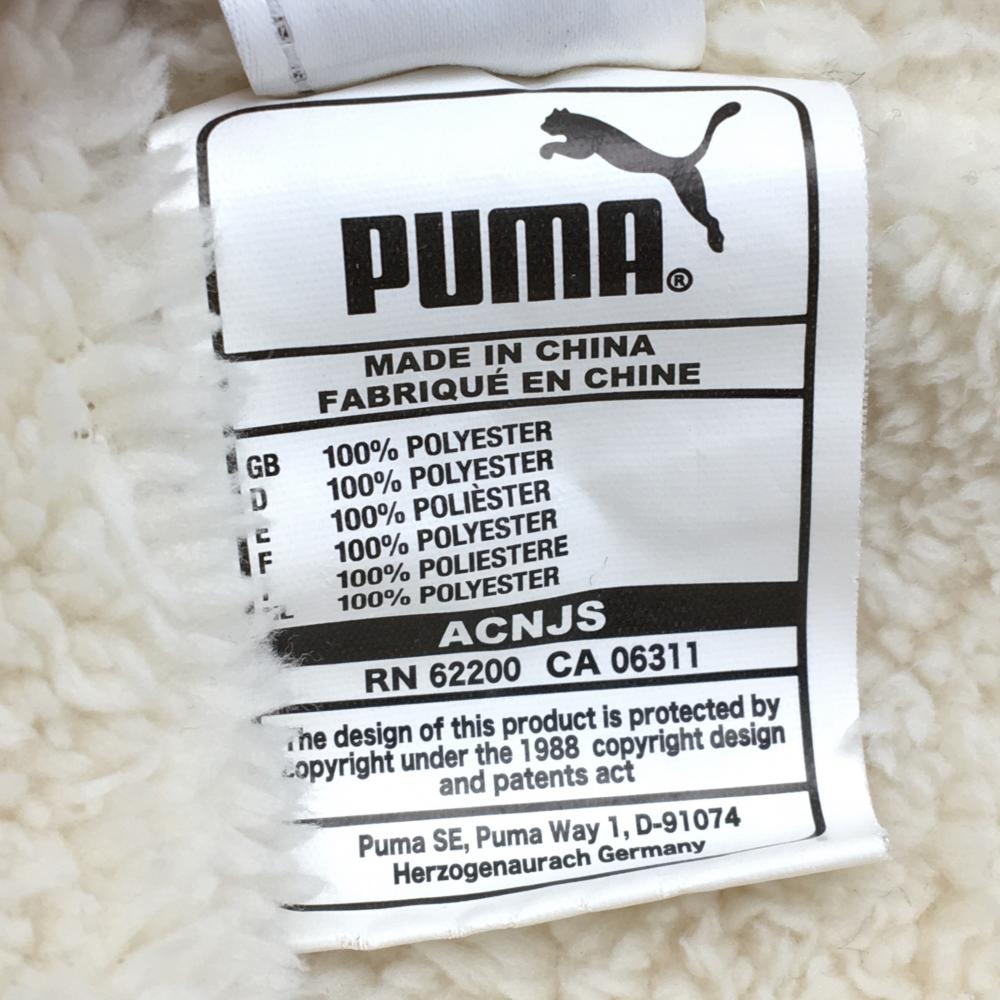 PUMA®
MADE IN CHINA
FABRIQUÉ EN CHINE
GB 100% POLYESTER
D 100% POLYESTER
E 100% POLIÈSTER
F 100% POLYESTER
100% POLIESTERE
100% POLYESTER
ACNJS
RN 62200 CA 06311
The design of this product is protected by
copyright under the 1988 copyright design
and patents act
Puma SE, Puma Way 1, D-91074
Herzogenaurach Germany